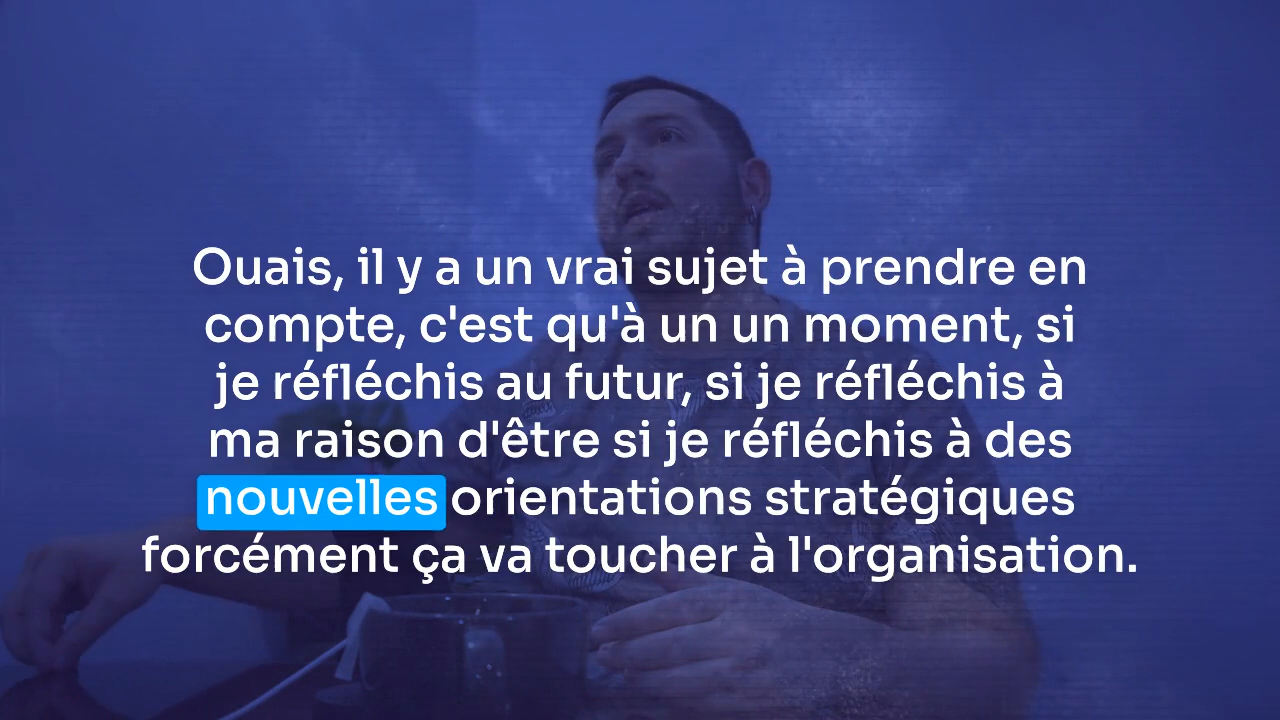 Ouais, il y a un vrai sujet à prendre en
compte, c'est qu'à un un moment, si
je réfléchis au futur, si je réfléchis à
ma raison d'être si je réfléchis à des
nouvelles orientations stratégiques
forcément ça va toucher à l'organisation.